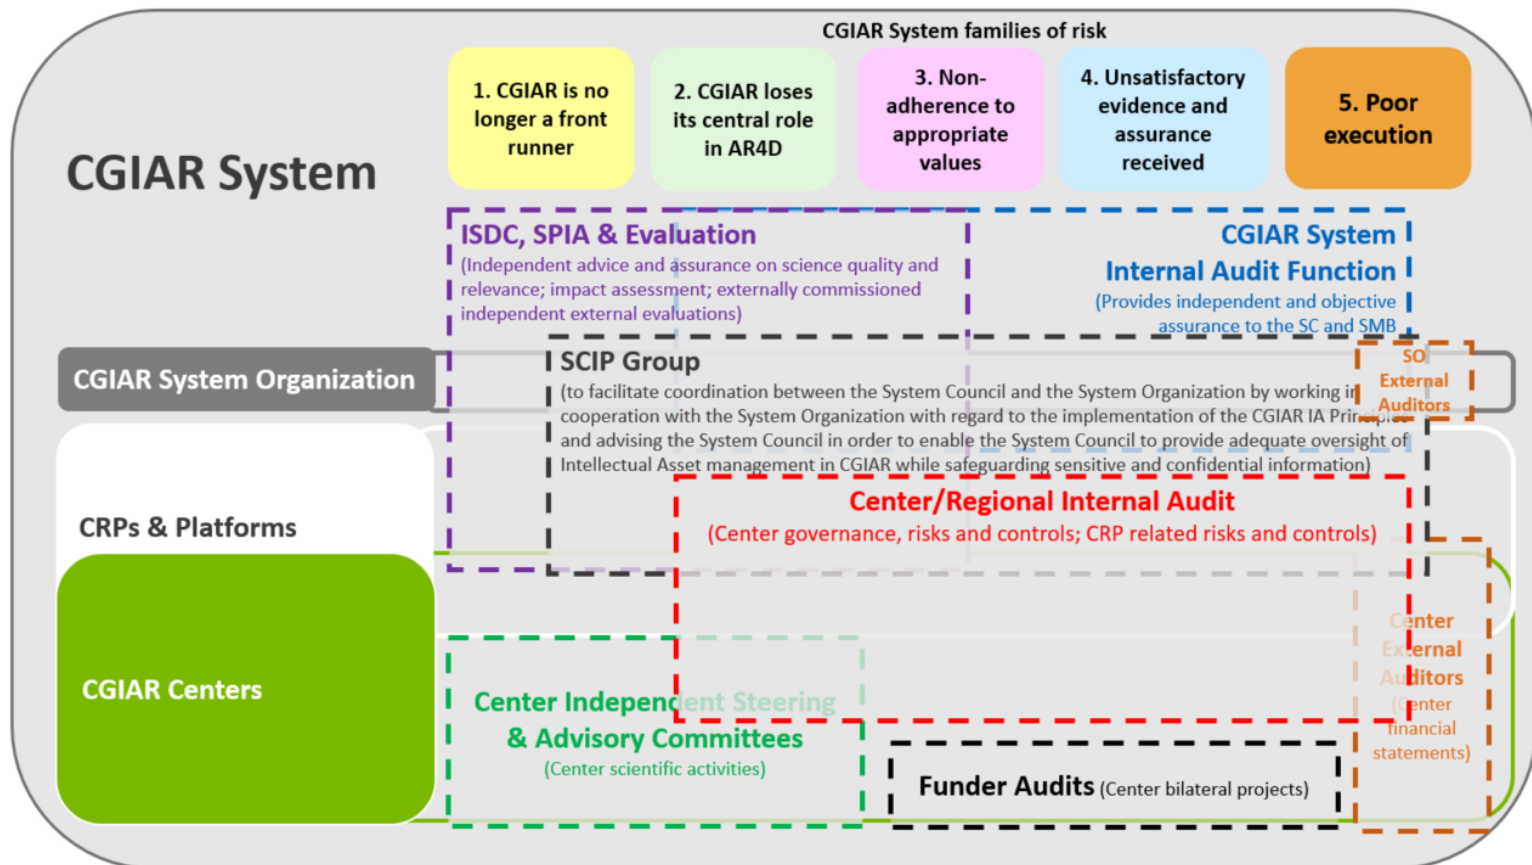 CGIAR System families of risk
1. CGIAR is no
longer a front
runner
2. CGIAR loses
its central role
in AR4D
3. Non-
adherence to
appropriate
values
4. Unsatisfactory
evidence and
assurance
received
5. Poor
execution
CGIAR System
ISDC, SPIA & Evaluation
(Independent advice and assurance on science quality and
relevance; impact assessment; externally commissioned
independent external evaluations)
CGIAR System
Internal Audit Function
(Provides independent and objective
assurance to the SC and SMB
CGIAR System Organization
SCIP Group
(to facilitate coordination between the System Council and the System Organization by working in
cooperation with the System Organization with regard to the implementation of the CGIAR IA Principles
and advising the System Council in order to enable the System Council to provide adequate oversight of
Intellectual Asset management in CGIAR while safeguarding sensitive and confidential information)
SO
External
Auditors
CRPs & Platforms
Center/Regional Internal Audit
(Center governance, risks and controls; CRP related risks and controls)
CGIAR Centers
Center Independent Steering
& Advisory Committees
(Center scientific activities)
Funder Audits (Center bilateral projects)
Center
External
Auditors
(Center
financial
statements)